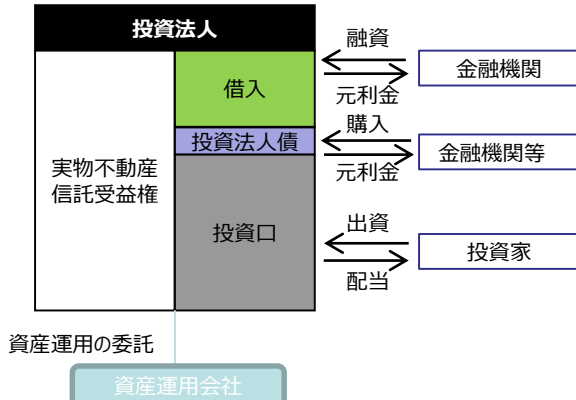 投資法人
融資
借入
金融機関
元利金
購入
投資法人債
金融機関等
元利金
実物不動産
信託受益権
出資
投資口
投資家
配当
資産運用の委託
資産運用会社